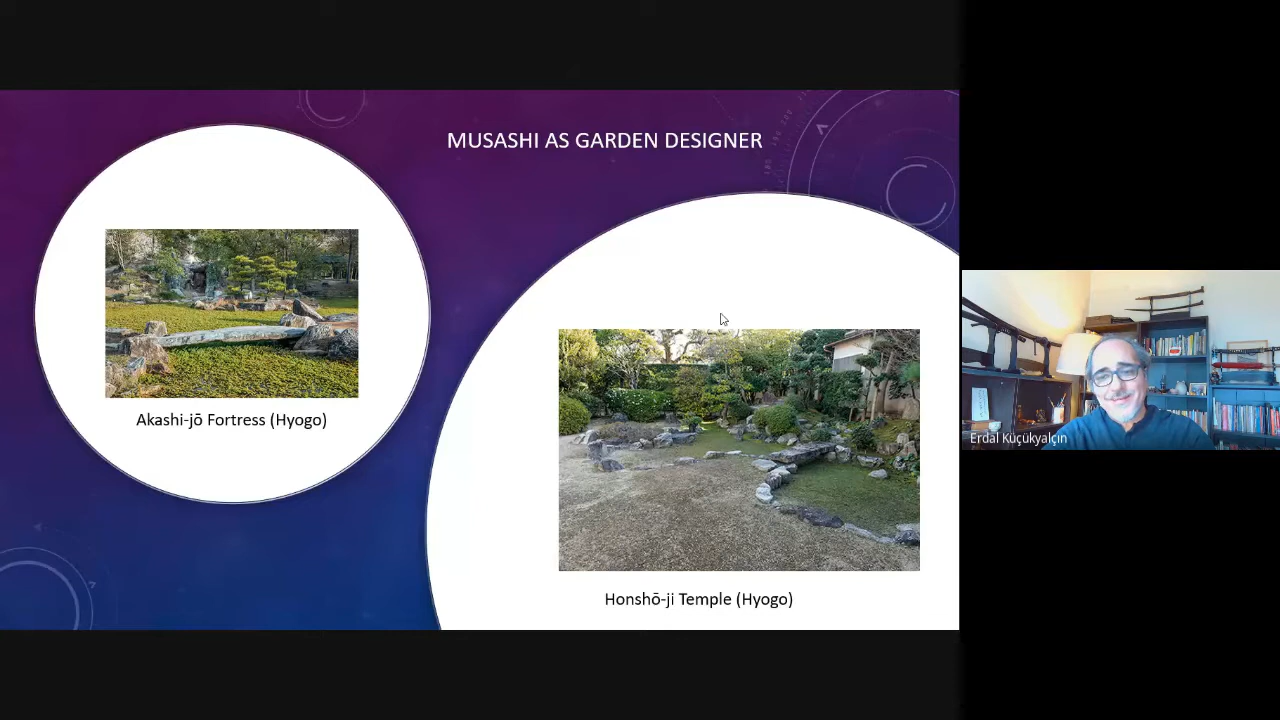 MUSASHI AS GARDEN DESIGNER
Akashi-jō Fortress (Hyogo)
Honshō-ji Temple (Hyogo)
Erdal Küçükyalçın